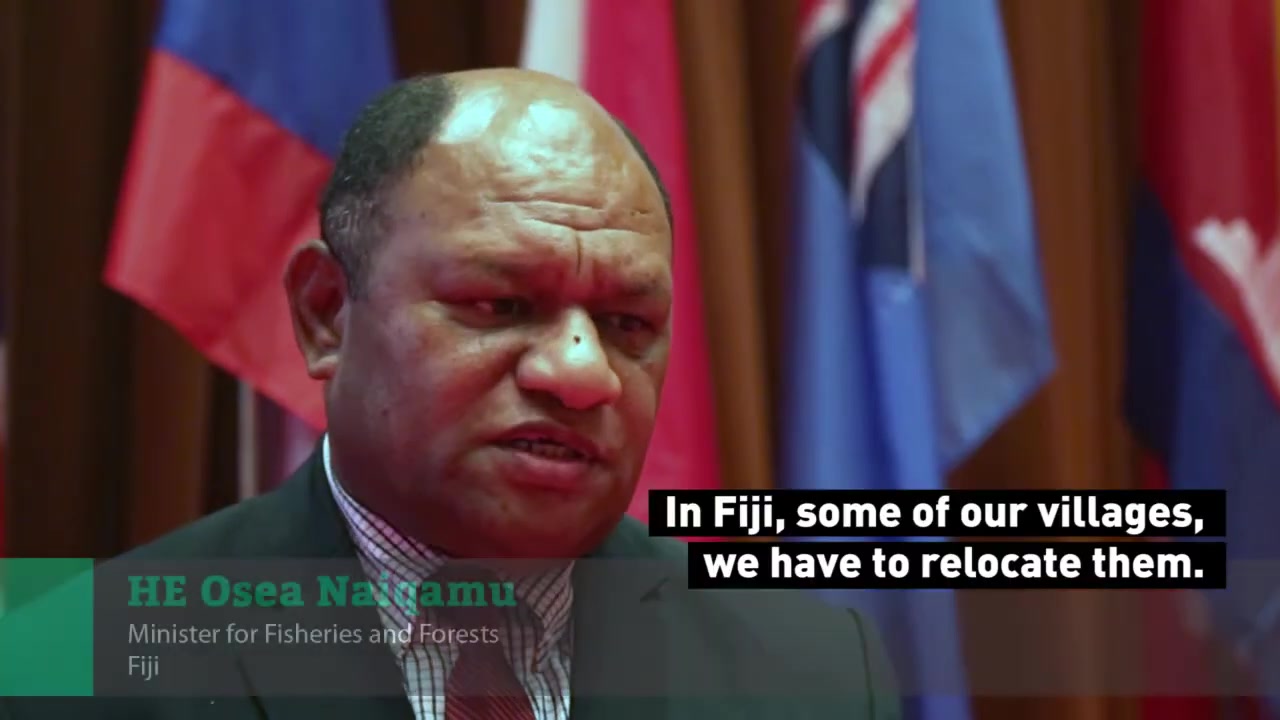 In Fiji, some of our villages,
we have to relocate them.
HE Osea Naiqamu
Minister for Fisheries and Forests
Fiji